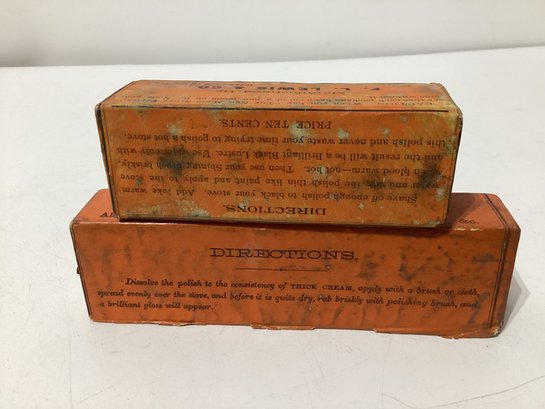 F. L. LEWIS & CO.
DIRECTIONS.
Shave off enough polish to black your stove. Add luke warm
water and mix the polish thin like paint and apply to the stove
when blood warm—not hot. Then use your Shining Brush briskly,
and the result will be a Brilliant Black Lustre. Use
this polish and never waste your time trying to polish a hot stove.
PRICE TEN CENTS.
DIRECTIONS.
Dissolve the polish to the consistency of THICK CREAM, apply with a brush or cloth,
spread evenly over the stove, and before it is quite dry, rub briskly with polishing brush, and
a brilliant gloss will appear.